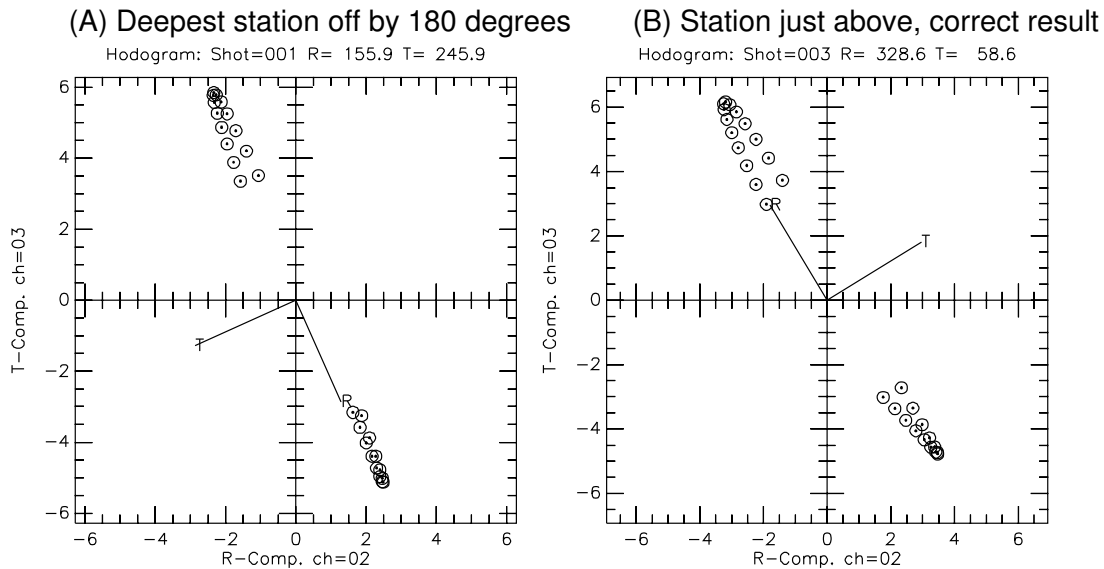 (A) Deepest station off by 180 degrees
Hodogram: Shot=001 R= 155.9 T= 245.9
6
4
2
0
−2
−4
−6
T−Comp. ch=03
T
R
−6 −4 −2 0 2 4 6
R−Comp. ch=02
(B) Station just above, correct result
Hodogram: Shot=003 R= 328.6 T= 58.6
6
4
2
0
−2
−4
−6
T−Comp. ch=03
R
T
−6 −4 −2 0 2 4 6
R−Comp. ch=02